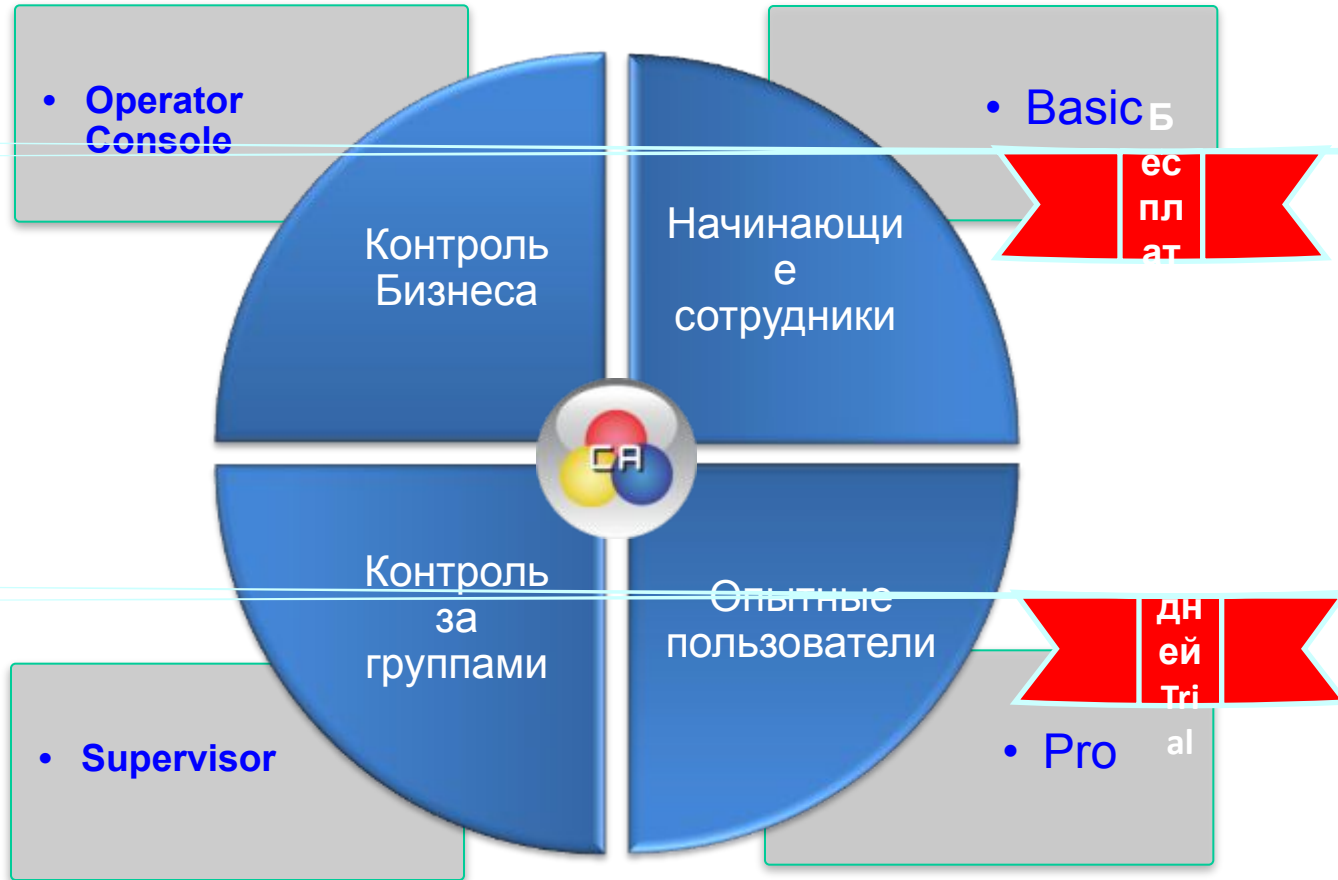 • Operator
Console
• Basic
Б
ес
пл
ат
Контроль
Бизнеса
Начинающи
е
сотрудники
CA
Контроль
за
группами
Опытные
пользователи
дн
ей
Tri
al
• Supervisor
• Pro